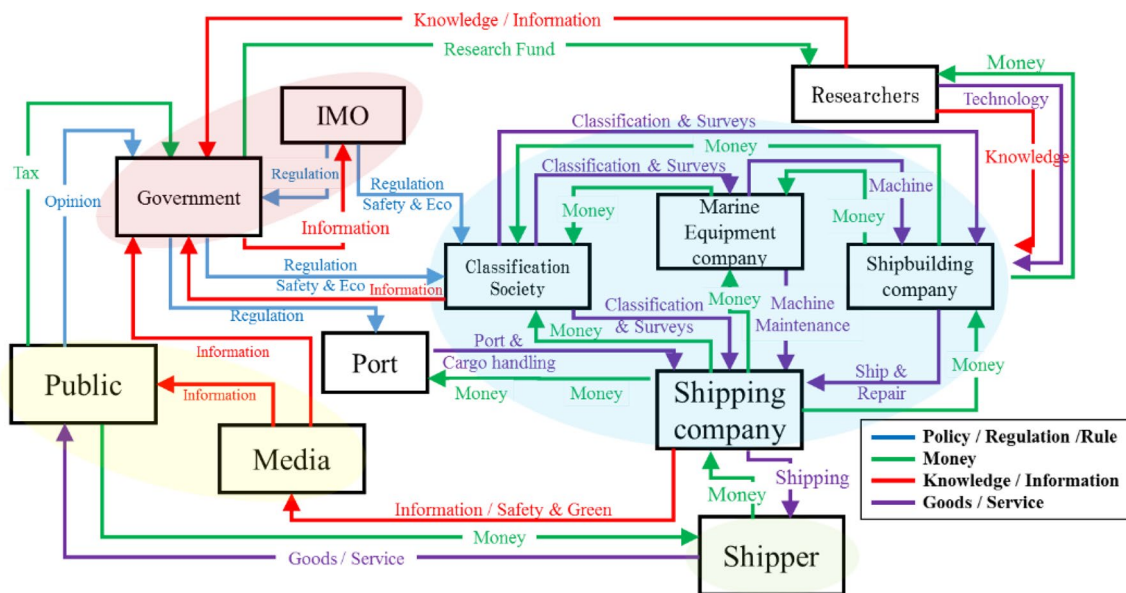 Knowledge / Information
Research Fund
Researchers
Money
Technology
Knowledge
IMO
Government
Tax
Opinion
Regulation
Information
Regulation
Safety & Eco
Classification & Surveys
Money
Classification & Surveys
Money
Marine
Equipment
company
Machine
Money
Shipbuilding
company
Classification
Society
Regulation
Safety & Eco
Information
Regulation
Classification
& Surveys
Money
Money
Machine
Maintenance
Port
Port &
Cargo handling
Money
Money
Information
Public
Information
Media
Shipping
company
Ship &
Repair
Money
Policy / Regulation /Rule
Money
Knowledge / Information
Goods / Service
Information / Safety & Green
Money
Shipping
Money
Goods / Service
Shipper